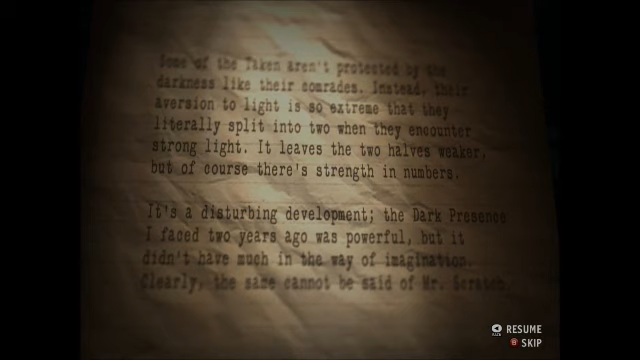 Some of the Taken aren't protected by the
darkness like their comrades. Instead, their
aversion to light is so extreme that they
literally split into two when they encounter
strong light. It leaves the two halves weaker,
but of course there's strength in numbers.
It's a disturbing development; the Dark Presence
I faced two years ago was powerful, but it
didn't have much in the way of imagination.
Clearly, the same cannot be said of Mr. Scratch.
RESUME
B SKIP